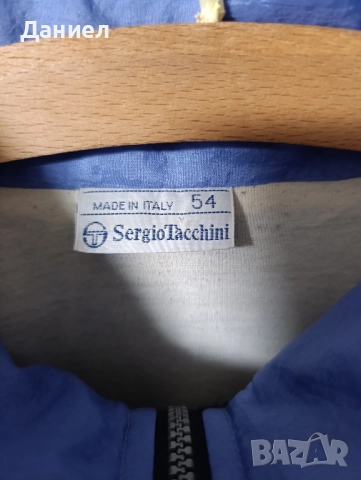 Даниел
MADE IN ITALY 54
SergioTacchini
BAZAR